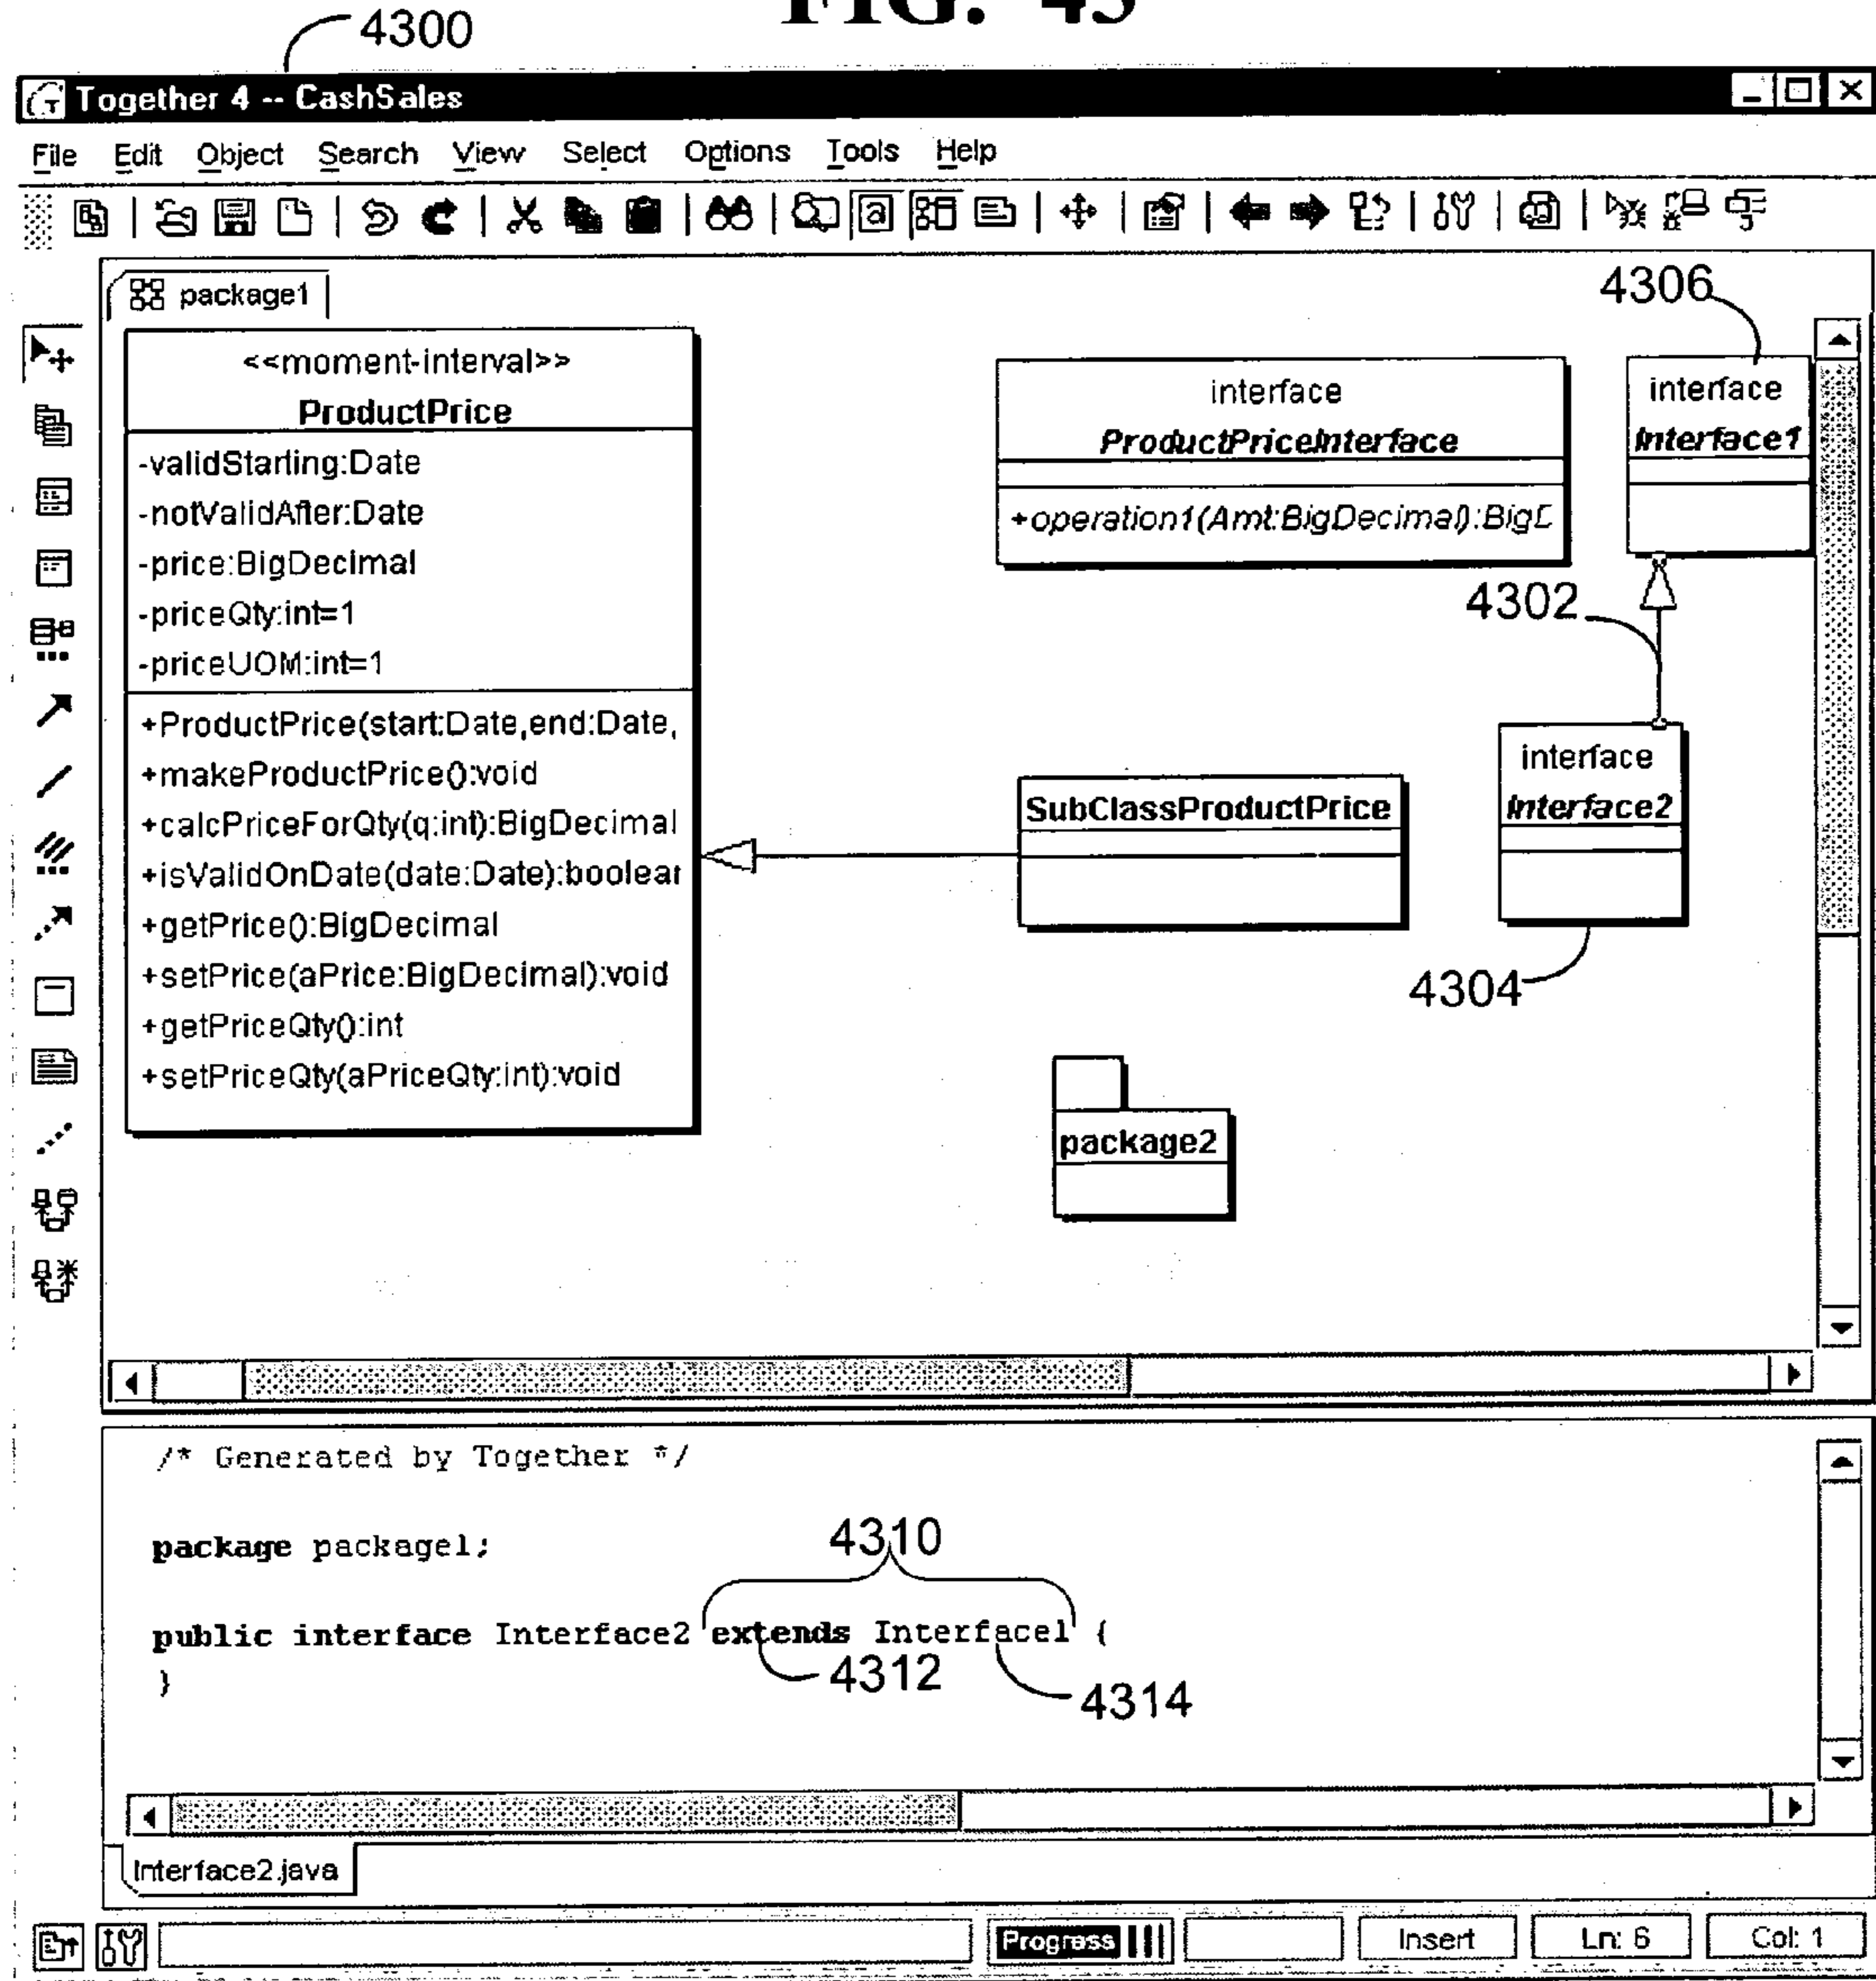 FIG. 43
4300
Together 4 -- CashSales
File Edit Object Search View Select Options Tools Help
package1
4306
<<moment-interval>>
ProductPrice
-validStarting:Date
-notValidAfter:Date
-price:BigDecimal
-priceQty:int=1
-priceUOM:int=1
+ProductPrice(start:Date,end:Date,
+makeProductPrice():void
+calcPriceForQty(q:int):BigDecimal
+isValidOnDate(date:Date):boolear
+getPrice():BigDecimal
+setPrice(aPrice:BigDecimal):void
+getPriceQty():int
+setPriceQty(aPriceQty:int):void
interface
ProductPriceInterface
+operation1(Amt:BigDecimal):BigD
interface
Interface1
4302
SubClassProductPrice
interface
Interface2
4304
package2
/* Generated by Together */
package package1;
4310
public interface Interface2 extends Interface1 {
}
4312
4314
Interface2.java
Progress
Insert
Ln: 6
Col: 1